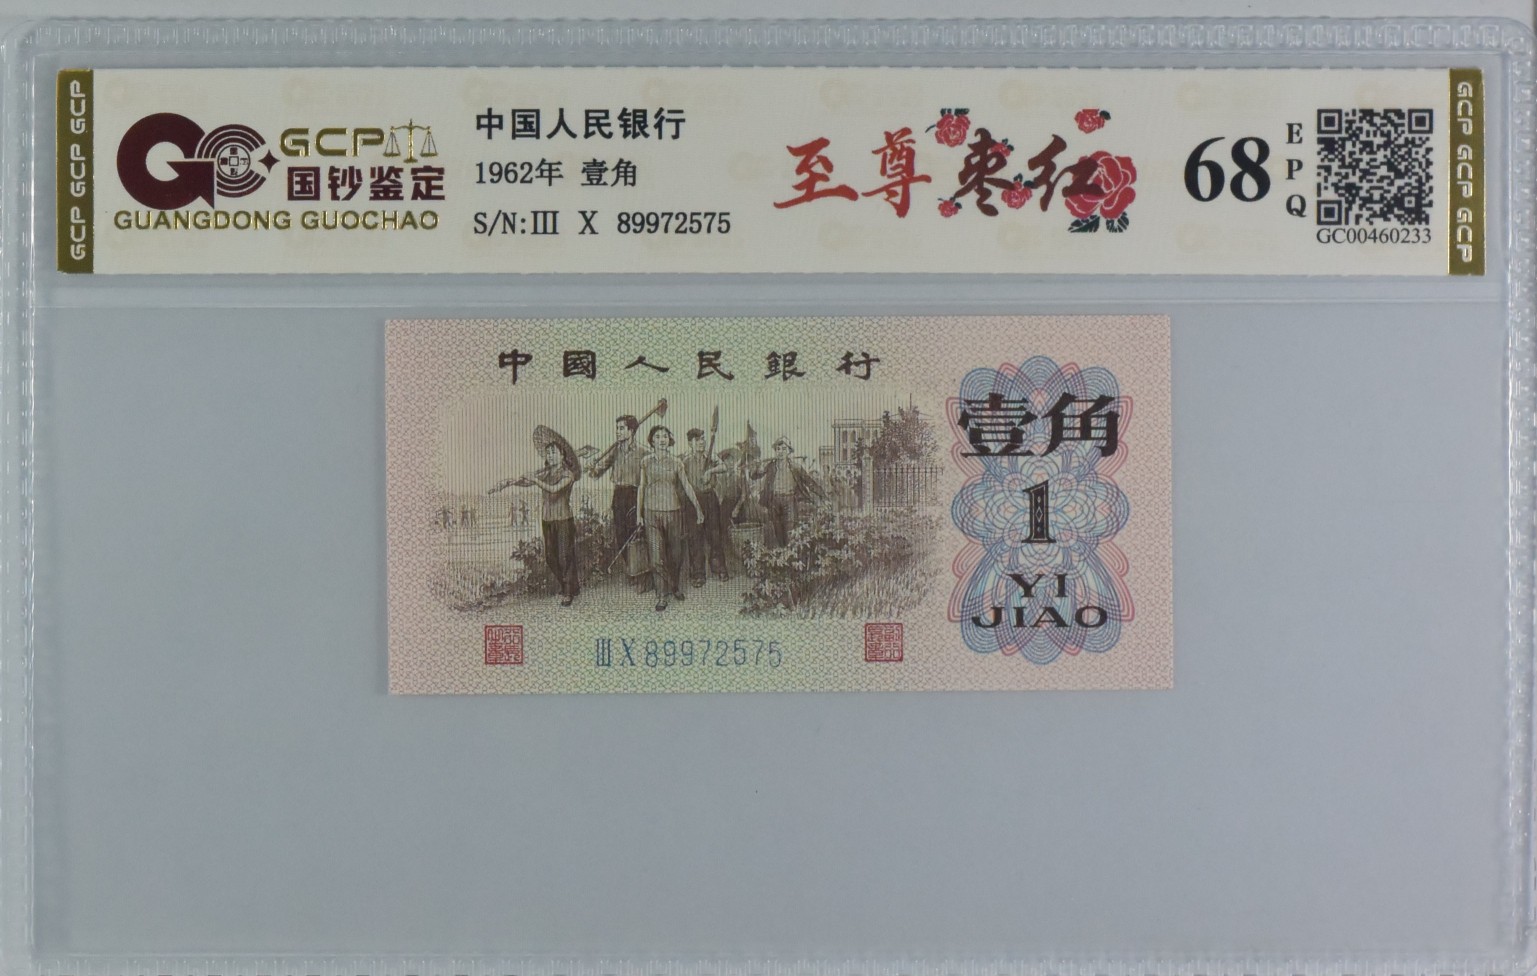 GCP GCP GCP
GCP
国钞鉴定
GUANGDONG GUOCHAO
中国人民银行
1962年 壹角
S/N:III X 89972575
至尊枣红
68
EPQ
GC00460233
GCP GCP GCP
中國人民銀行
壹角
1
YI
JIAO
III X 89972575